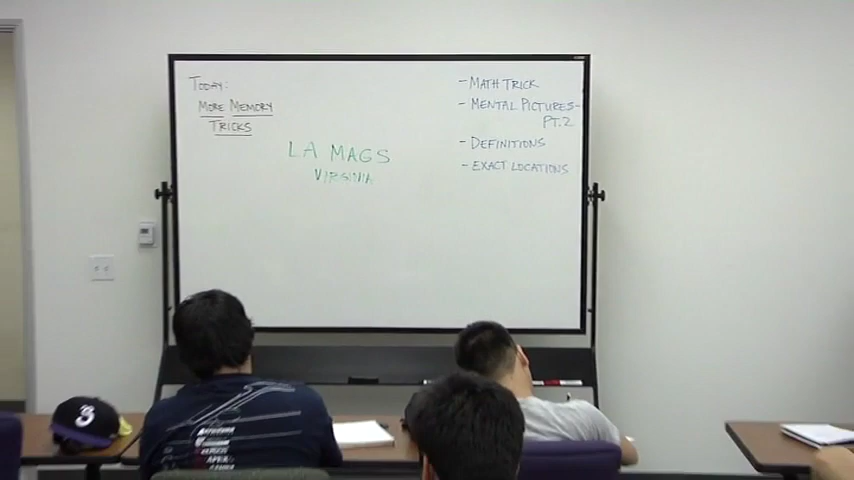 TODAY:
MORE MEMORY
TRICKS
LA MAGS
VIRGINIA
- MATH TRICK
- MENTAL PICTURES-
PT.2
- DEFINITIONS
- EXACT LOCATIONS